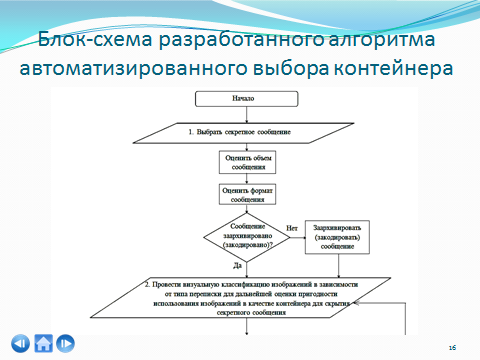 Блок-схема разработанного алгоритма
автоматизированного выбора контейнера
Начало
1. Выбрать секретное сообщение
Оценить объем
сообщения
Оценить формат
сообщения
Сообщение
заархивировано
(закодировано)?
Нет
Заархивировать
(закодировать)
сообщение
Да
2. Провести визуальную классификацию изображений в зависимости
от типа переписки для дальнейшей оценки пригодности
использования изображений в качестве контейнера для скрытия
секретного сообщения
16